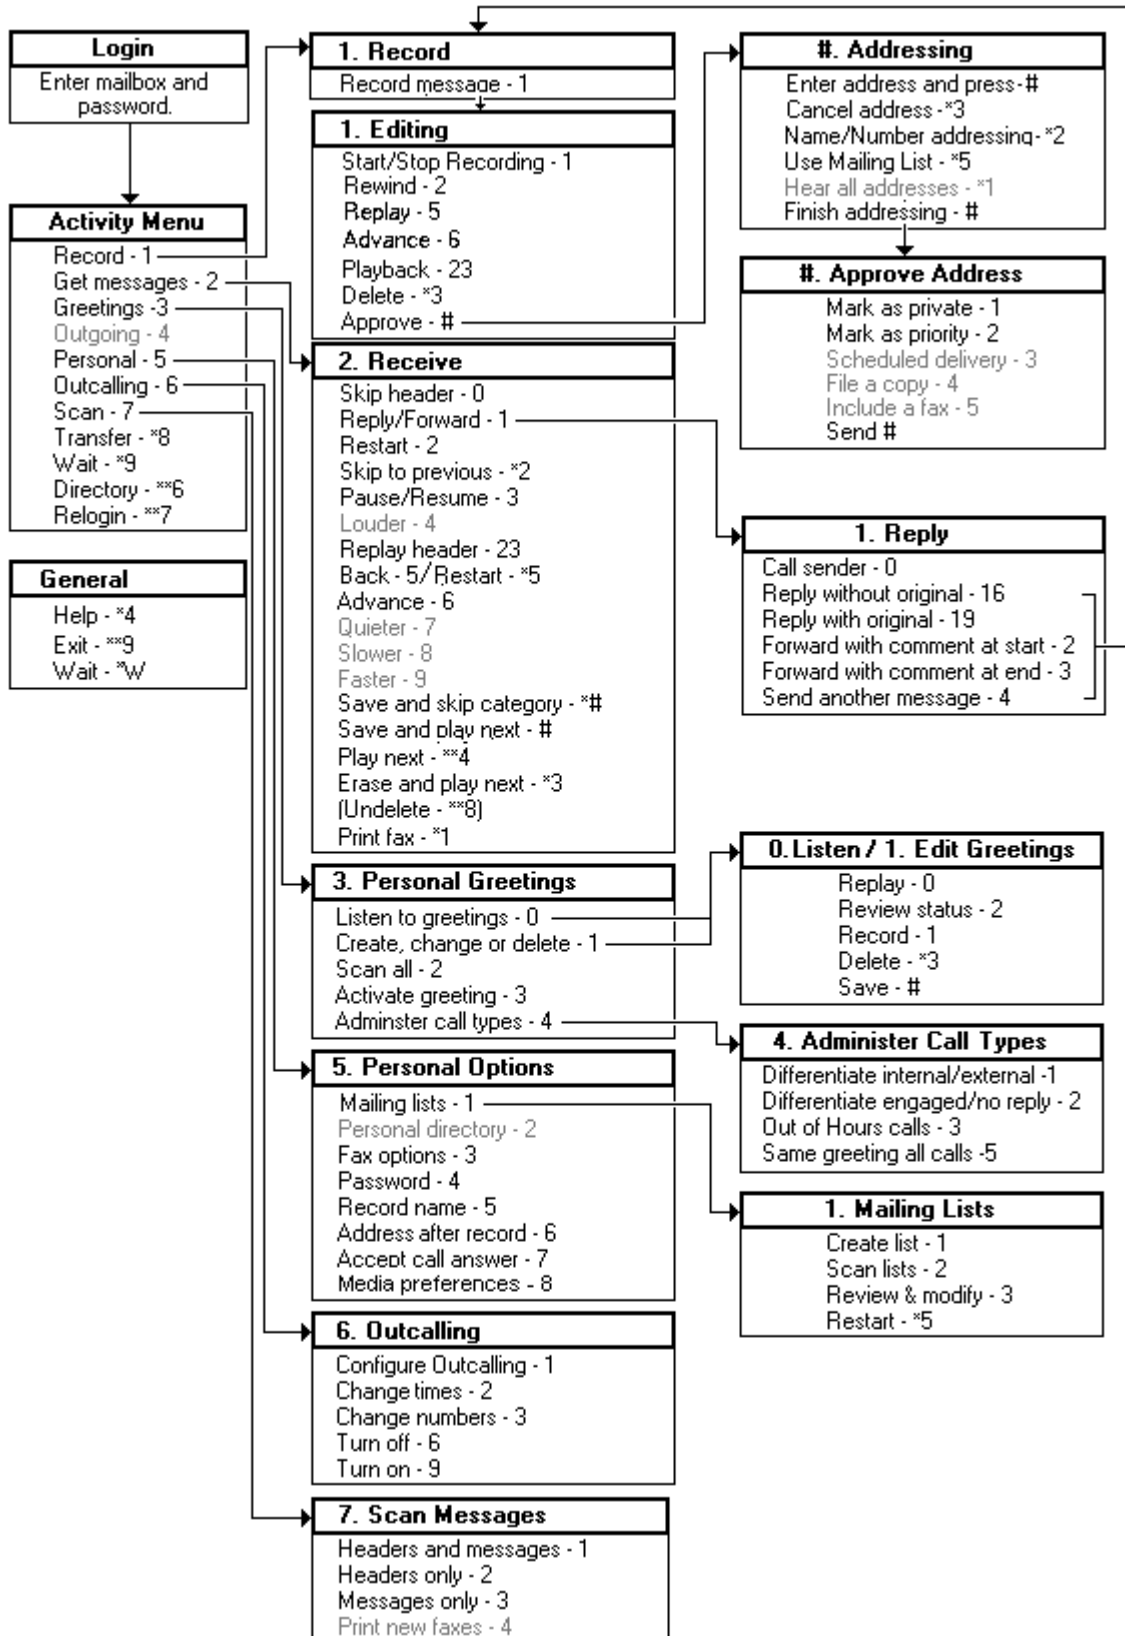 Login
Enter mailbox and
password.
Activity Menu
Record - 1
Get messages - 2
Greetings -3
Outgoing - 4
Personal - 5
Outcalling - 6
Scan - 7
Transfer - *8
Wait - *9
Directory - **6
Relogin - **7
General
Help - *4
Exit - **9
Wait - *W
1. Record
Record message - 1
1. Editing
Start/Stop Recording - 1
Rewind - 2
Replay - 5
Advance - 6
Playback - 23
Delete - *3
Approve - #
2. Receive
Skip header - 0
Reply/Forward - 1
Restart - 2
Skip to previous - *2
Pause/Resume - 3
Louder - 4
Replay header - 23
Back - 5/Restart - *5
Advance - 6
Quieter - 7
Slower - 8
Faster - 9
Save and skip category - *#
Save and play next - #
Play next - **4
Erase and play next - *3
(Undelete - **8)
Print fax - *1
3. Personal Greetings
Listen to greetings - 0
Create, change or delete - 1
Scan all - 2
Activate greeting - 3
Adminster call types - 4
5. Personal Options
Mailing lists - 1
Personal directory - 2
Fax options - 3
Password - 4
Record name - 5
Address after record - 6
Accept call answer - 7
Media preferences - 8
6. Outcalling
Configure Outcalling - 1
Change times - 2
Change numbers - 3
Turn off - 6
Turn on - 9
7. Scan Messages
Headers and messages - 1
Headers only - 2
Messages only - 3
Print new faxes - 4
#. Addressing
Enter address and press- #
Cancel address - *3
Name/Number addressing- *2
Use Mailing List - *5
Hear all addresses - *1
Finish addressing - #
#. Approve Address
Mark as private - 1
Mark as priority - 2
Scheduled delivery - 3
File a copy - 4
Include a fax - 5
Send #
1. Reply
Call sender - 0
Reply without original - 16
Reply with original - 19
Forward with comment at start - 2
Forward with comment at end - 3
Send another message - 4
0. Listen / 1. Edit Greetings
Replay - 0
Review status - 2
Record - 1
Delete - *3
Save - #
4. Administer Call Types
Differentiate internal/external -1
Differentiate engaged/no reply - 2
Out of Hours calls - 3
Same greeting all calls -5
1. Mailing Lists
Create list - 1
Scan lists - 2
Review & modify - 3
Restart - *5